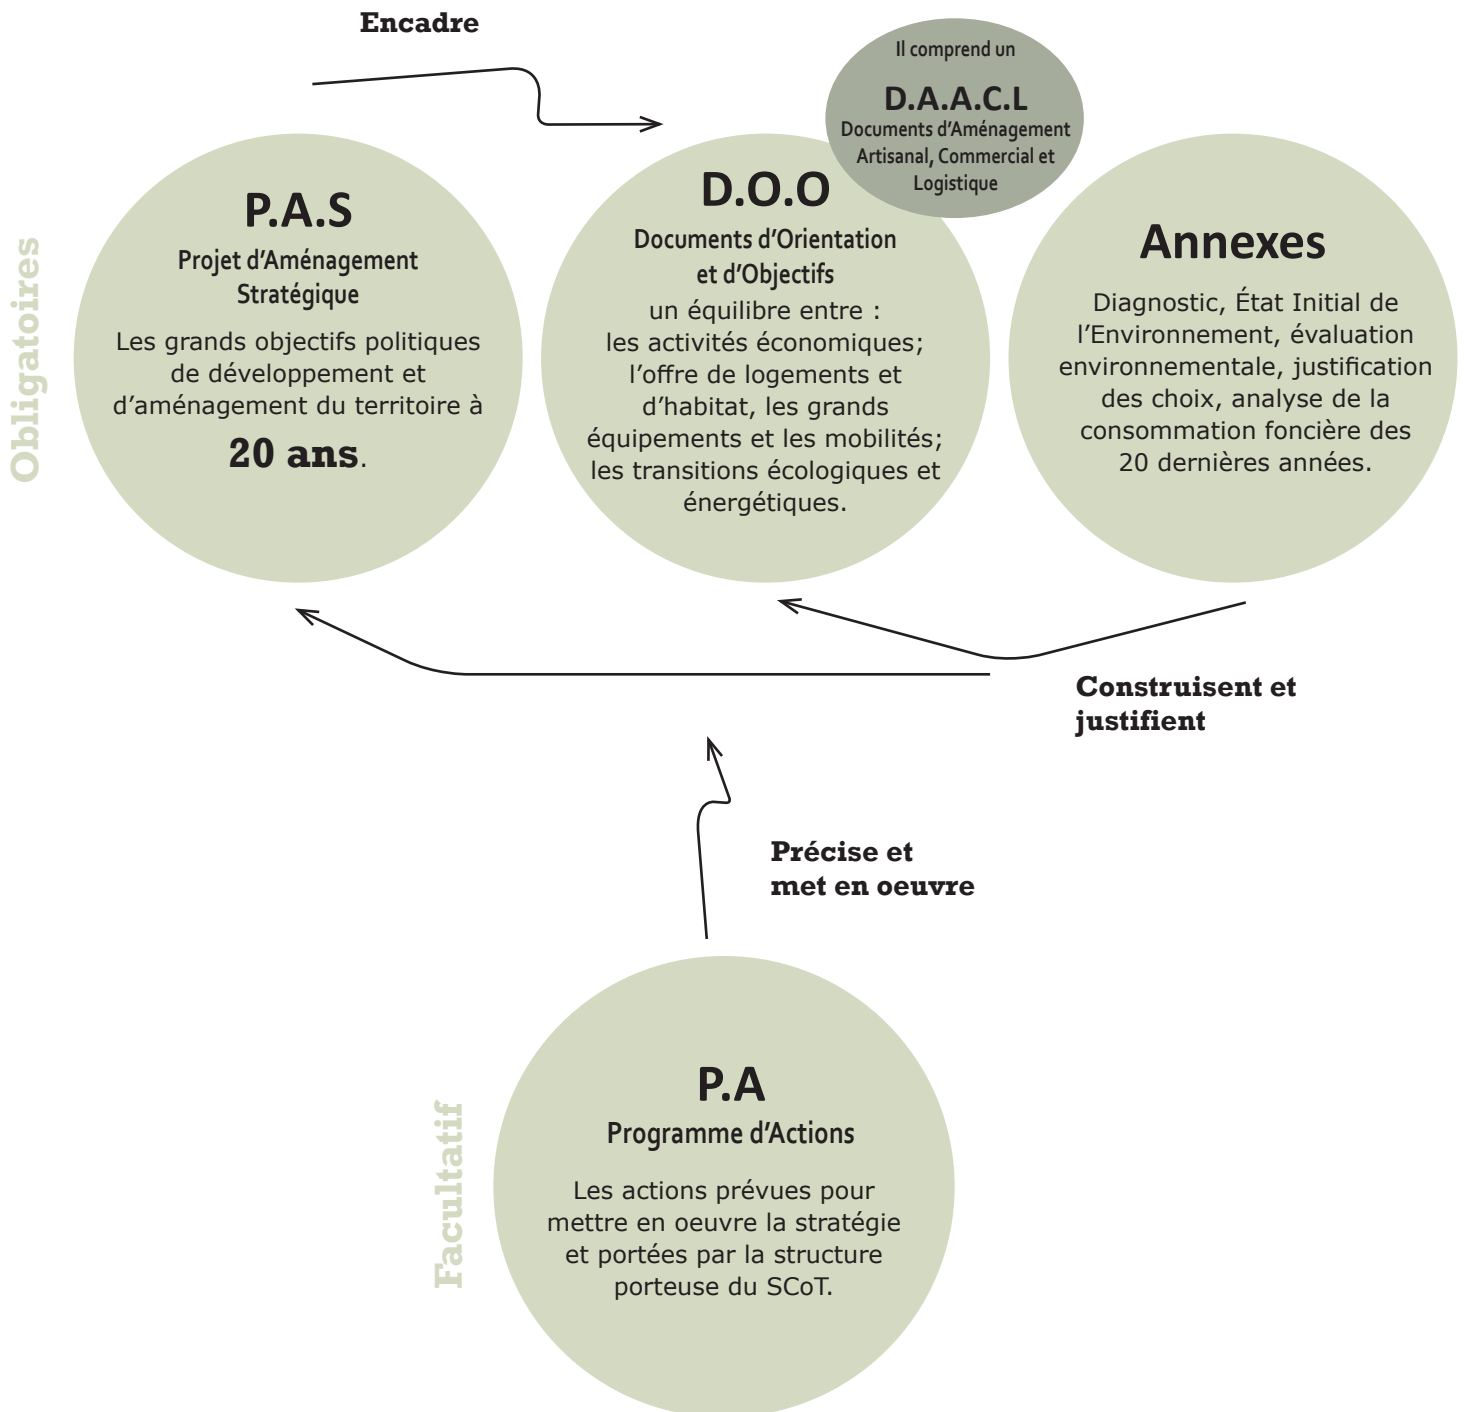 Encadre
Il comprend un
D.A.A.C.L
Documents d'Aménagement
Artisanal, Commercial et
Logistique
Obligatoires
P.A.S
Projet d'Aménagement
Stratégique
Les grands objectifs politiques
de développement et
d'aménagement du territoire à
20 ans.
D.O.O
Documents d'Orientation
et d'Objectifs
un équilibre entre :
les activités économiques;
l'offre de logements et
d'habitat, les grands
équipements et les mobilités;
les transitions écologiques et
énergétiques.
Annexes
Diagnostic, État Initial de
l'Environnement, évaluation
environnementale, justification
des choix, analyse de la
consommation foncière des
20 dernières années.
Construisent et
justifient
Précise et
met en oeuvre
Facultatif
P.A
Programme d'Actions
Les actions prévues pour
mettre en oeuvre la stratégie
et portées par la structure
porteuse du SCoT.